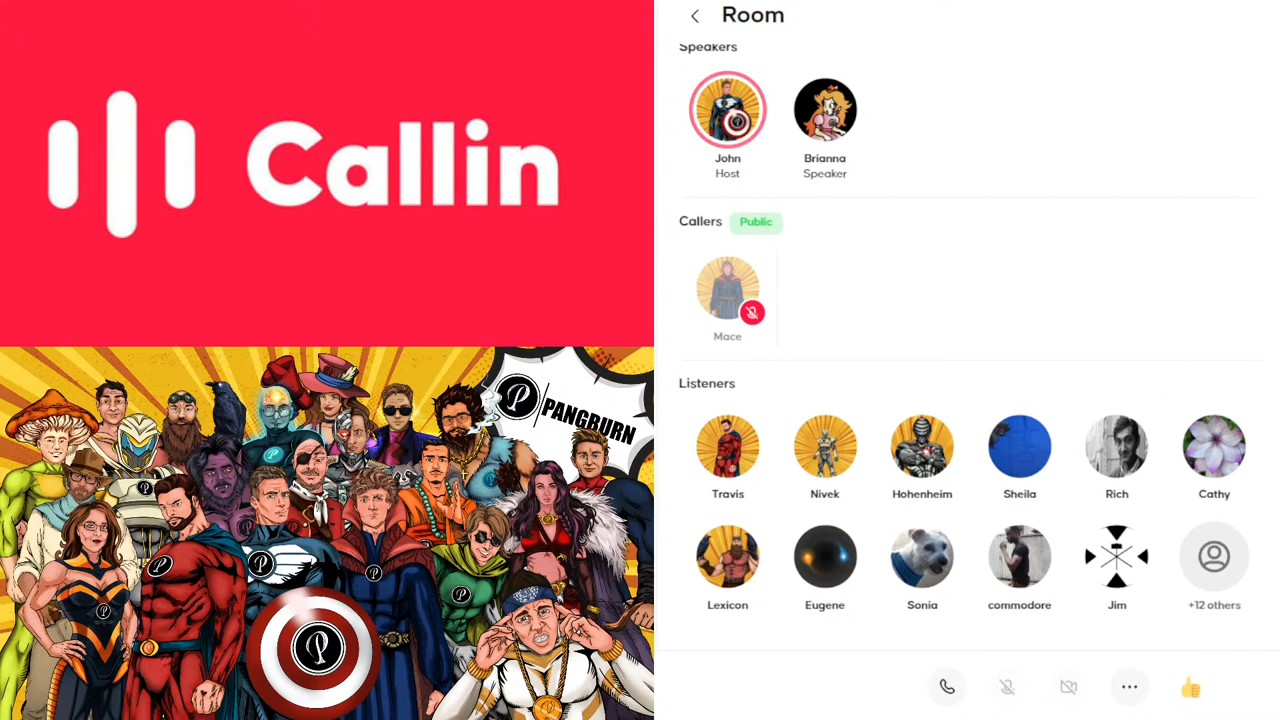 Callin
PANGBURN
Room
Speakers
John
Host
Brianna
Speaker
Callers
Public
Mace
Listeners
Travis
Nivek
Hohenheim
Sheila
Rich
Cathy
Lexicon
Eugene
Sonia
commodore
Jim
+12 others